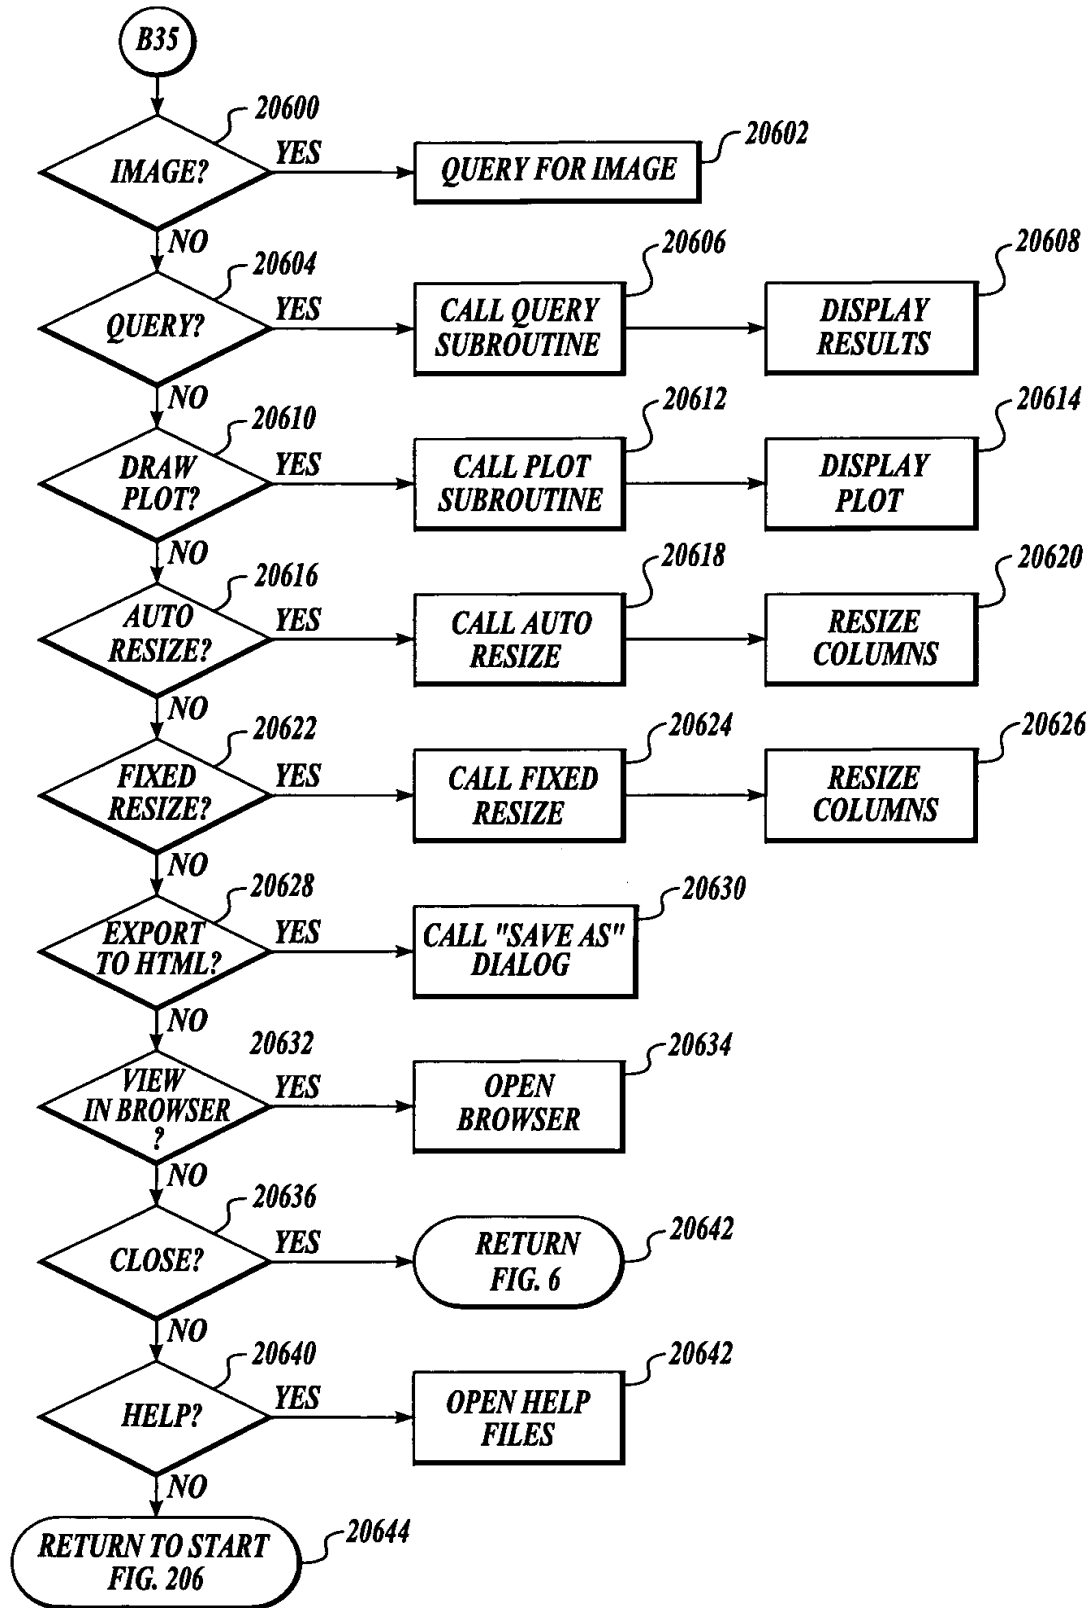 B35
20600
IMAGE?
YES
QUERY FOR IMAGE
20602
NO
20604
QUERY?
YES
CALL QUERY
SUBROUTINE
20606
DISPLAY
RESULTS
20608
NO
20610
DRAW
PLOT?
YES
CALL PLOT
SUBROUTINE
20612
DISPLAY
PLOT
20614
NO
20616
AUTO
RESIZE?
YES
CALL AUTO
RESIZE
20618
RESIZE
COLUMNS
20620
NO
20622
FIXED
RESIZE?
YES
CALL FIXED
RESIZE
20624
RESIZE
COLUMNS
20626
NO
20628
EXPORT
TO HTML?
YES
CALL "SAVE AS"
DIALOG
20630
NO
20632
VIEW
IN BROWSER
?
YES
OPEN
BROWSER
20634
NO
20636
CLOSE?
YES
RETURN
FIG. 6
20642
NO
20640
HELP?
YES
OPEN HELP
FILES
20642
NO
RETURN TO START
FIG. 206
20644